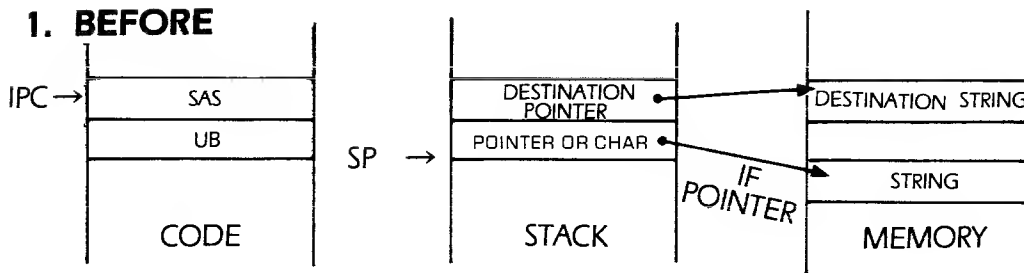 1. BEFORE
IPC
SAS
UB
CODE
SP
DESTINATION
POINTER
POINTER OR CHAR
STACK
IF
POINTER
DESTINATION STRING
STRING
MEMORY